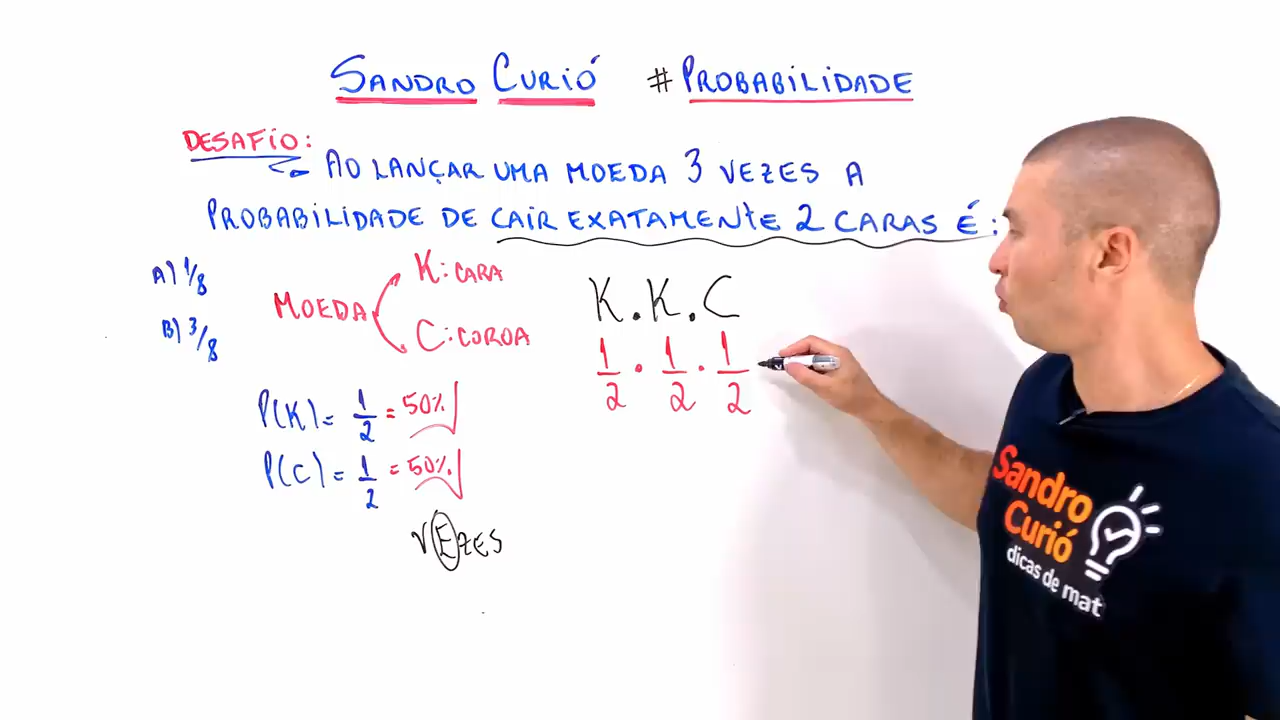 SANDRO CURIÓ #PROBABILIDADE
DESAFIO:
AO LANÇAR UMA MOEDA 3 VEZES A
PROBABILIDADE DE CAIR EXATAMENTE 2 CARAS É:
A) 1/8
B) 3/8
MOEDA
K: CARA
C: COROA
P(K) = 1/2 = 50%
P(C) = 1/2 = 50%
VEZES
K . K . C
1/2 . 1/2 . 1/2
Sandro
Curió
dicas de mat